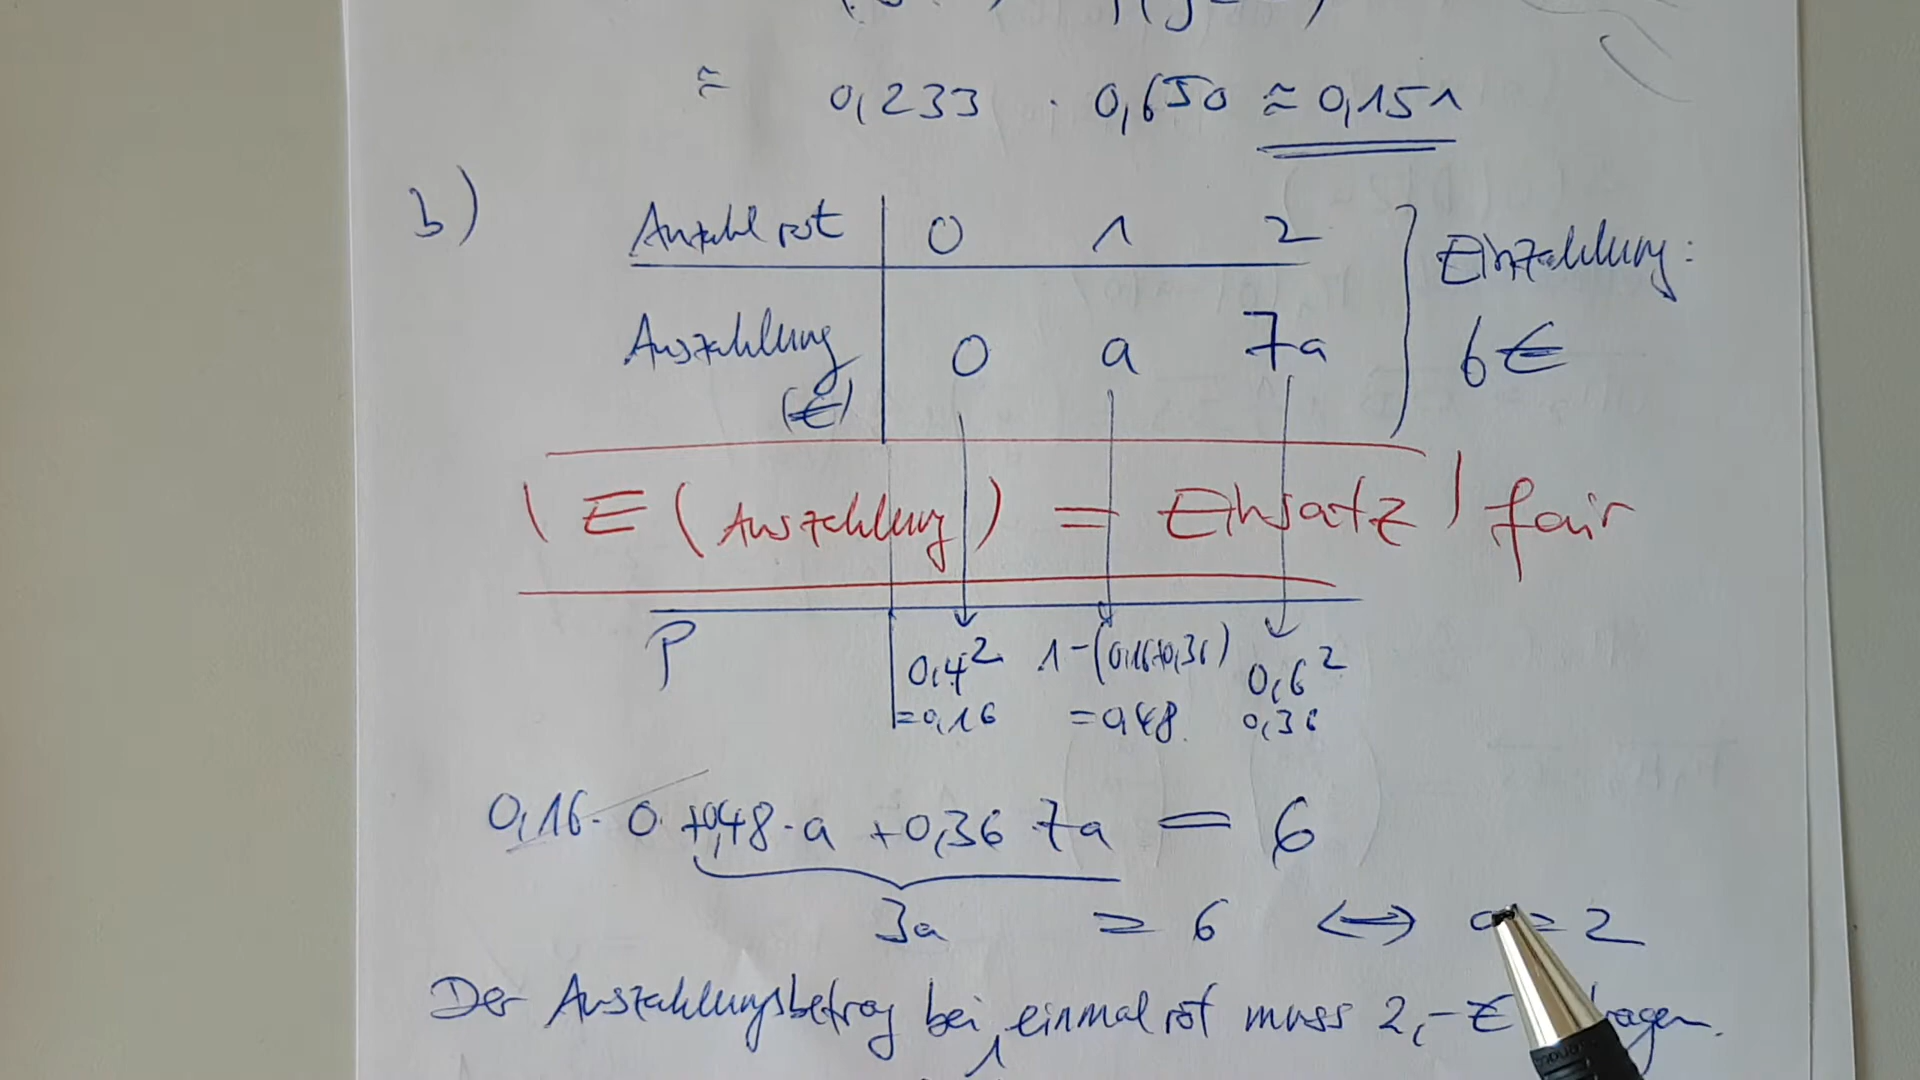 ≈ 0,233 · 0,650 ≈ 0,151
b)
Anzahl rot 0 1 2
Einzahlung:
Auszahlung 0 a 7a
(€)
6€
E(Auszahlung) = Einsatz fair
P 0,4² 1-(0,16+0,36) 0,6²
=0,16 =0,48 0,36
0,16·0+0,48·a+0,36 7a = 6
3a = 6 ⟺ a=2
Der Auszahlungsbetrag bei einmal rot muss 2,- €